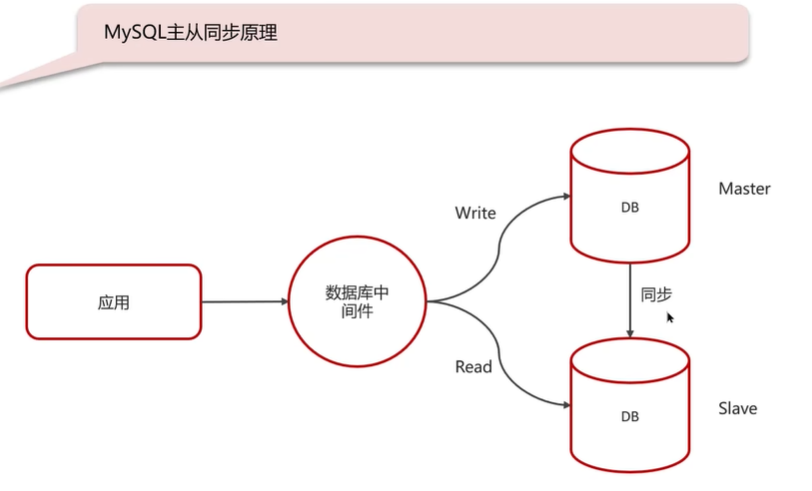 MySQL主从同步原理
Write
DB
Master
应用
数据库中
间件
同步
Read
DB
Slave